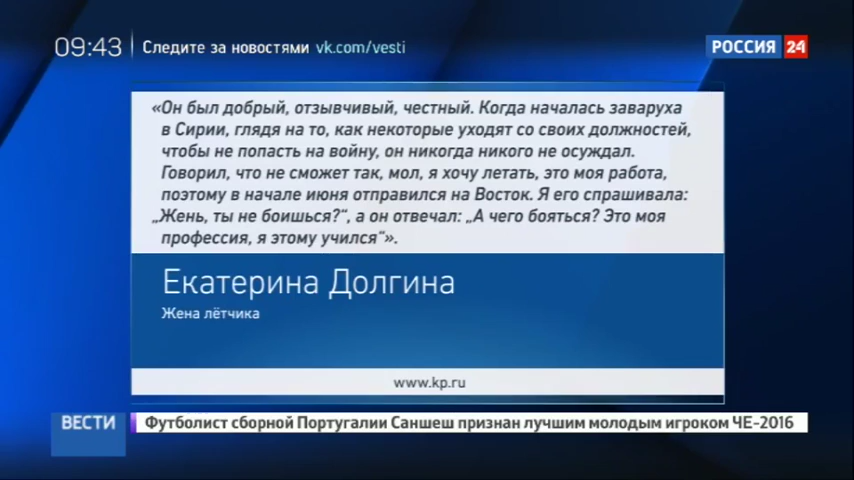 09:43
Следите за новостями vk.com/vesti
РОССИЯ 24
«Он был добрый, отзывчивый, честный. Когда началась заваруха
в Сирии, глядя на то, как некоторые уходят со своих должностей,
чтобы не попасть на войну, он никогда никого не осуждал.
Говорил, что не сможет так, мол, я хочу летать, это моя работа,
поэтому в начале июня отправился на Восток. Я его спрашивала:
„Жень, ты не боишься?“, а он отвечал: „А чего бояться? Это моя
профессия, я этому учился“».
Екатерина Долгина
Жена лётчика
www.kp.ru
ВЕСТИ
Футболист сборной Португалии Саншеш признан лучшим молодым игроком ЧЕ-2016